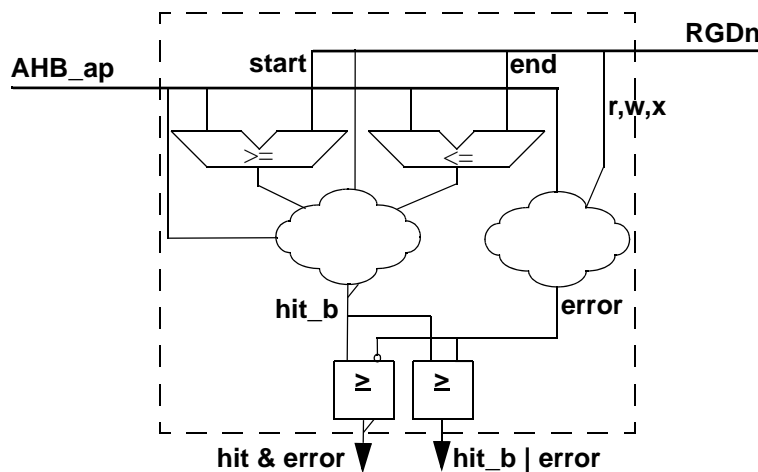 RGDn
AHB_ap
start
end
r,w,x
>=
<=
hit_b
error
≥
≥
hit & error
hit_b | error